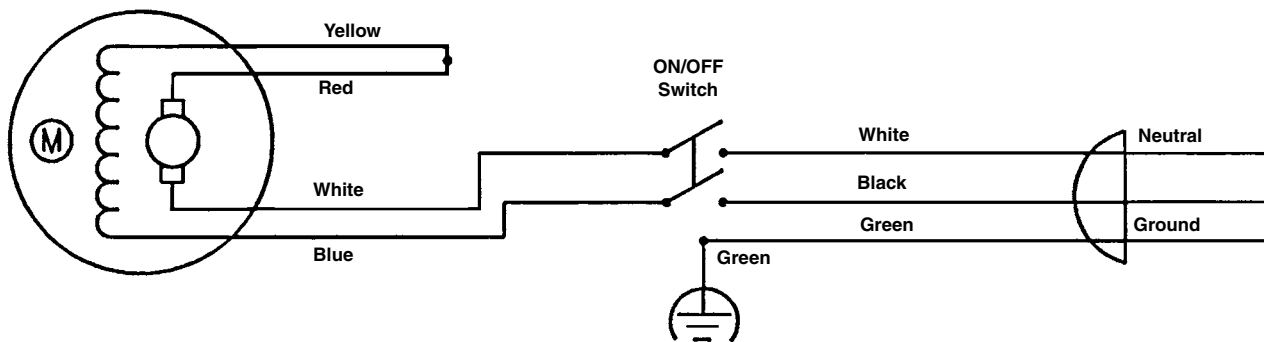 Yellow
Red
ON/OFF
Switch
M
White
Blue
White
Black
Green
Green
Neutral
Ground